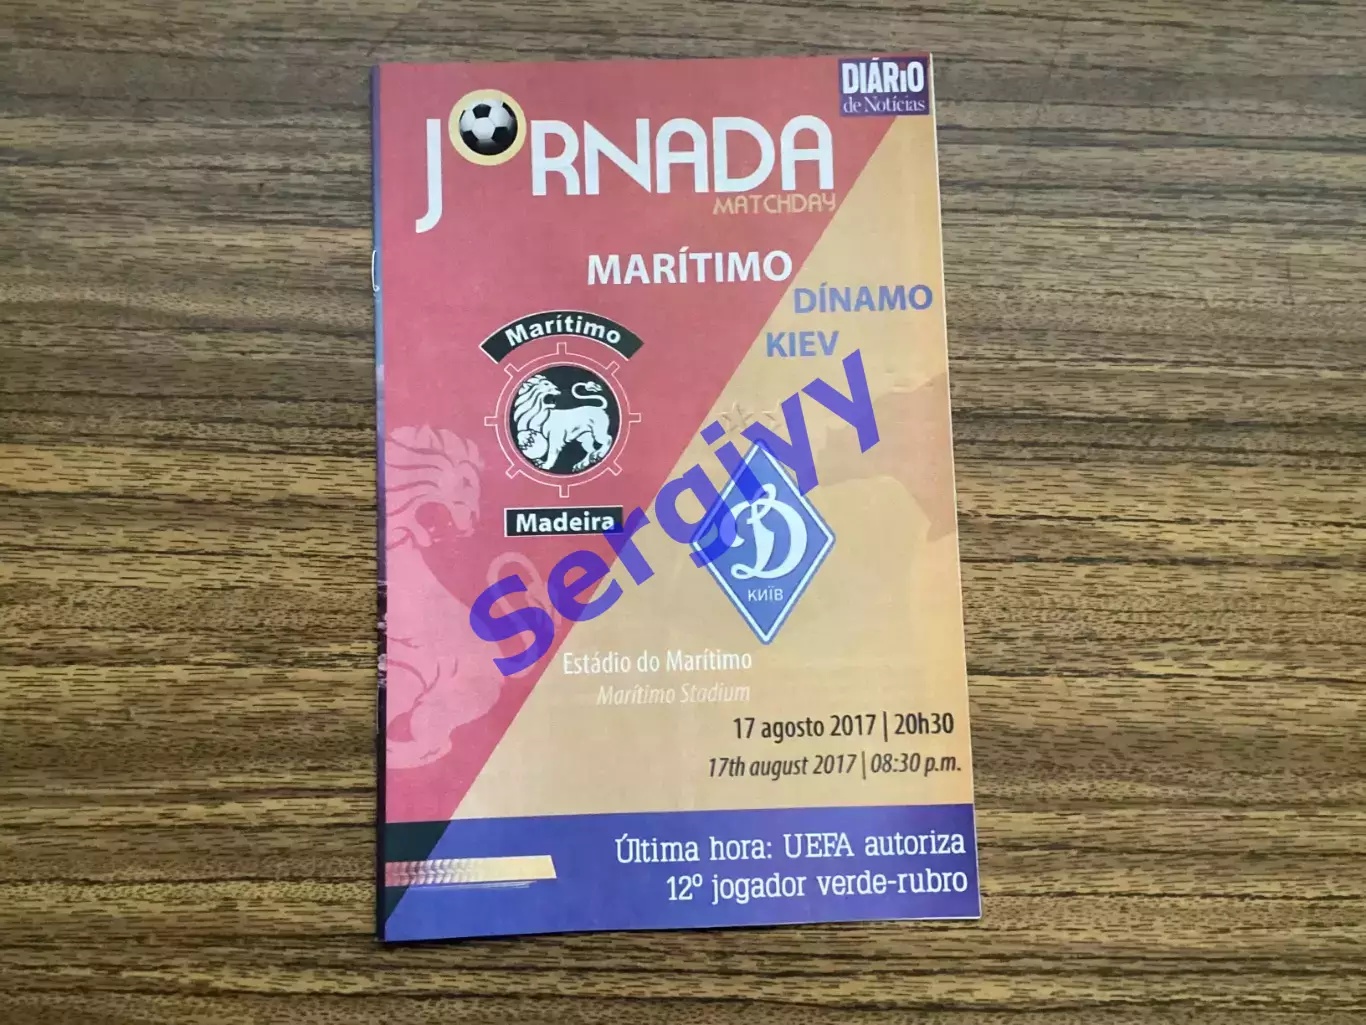 DIÁRiO
de Notícias
JORNADA
MATCHDAY
MARÍTIMO
DÍNAMO
KIEV
Marítimo
Madeira
КИЇВ
Sergiyy
Estádio do Marítimo
Marítimo Stadium
17 agosto 2017 | 20h30
17th august 2017 | 08:30 p.m.
Última hora: UEFA autoriza
12º jogador verde-rubro